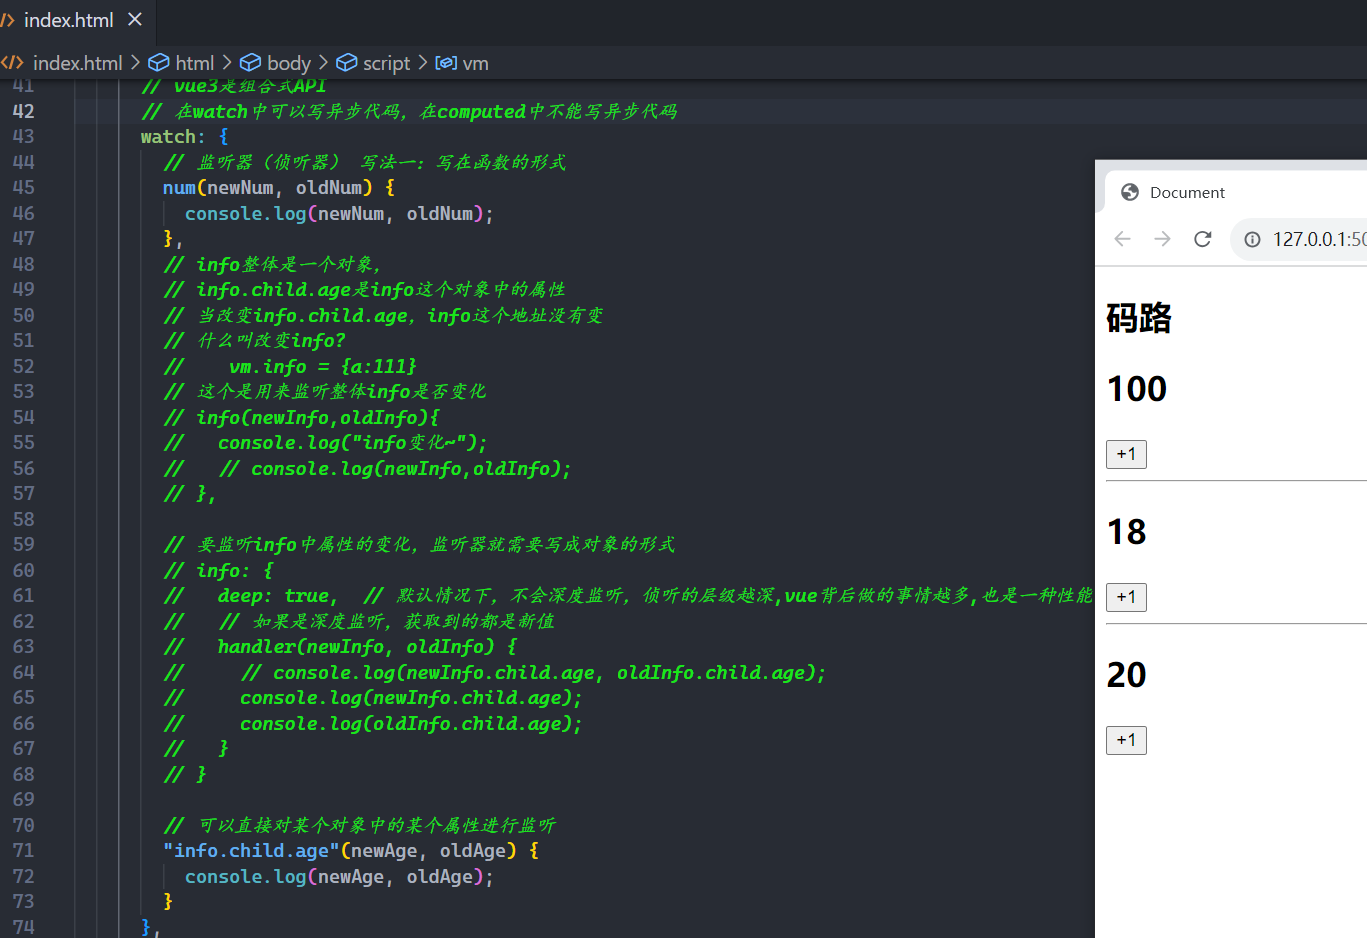 index.html
index.html > html > body > script > vm
41 // vue3是组合式API
42 // 在watch中可以写异步代码，在computed中不能写异步代码
43 watch: {
44 // 监听器（侦听器） 写法一：写在函数的形式
45 num(newNum, oldNum) {
46 console.log(newNum, oldNum);
47 },
48 // info整体是一个对象，
49 // info.child.age是info这个对象中的属性
50 // 当改变info.child.age，info这个地址没有变
51 // 什么叫改变info?
52 // vm.info = {a:111}
53 // 这个是用来监听整体info是否变化
54 // info(newInfo,oldInfo){
55 // console.log("info变化~");
56 // // console.log(newInfo,oldInfo);
57 // },
58
59 // 要监听info中属性的变化，监听器就需要写成对象的形式
60 // info: {
61 // deep: true, // 默认情况下，不会深度监听，侦听的层级越深,vue背后做的事情越多,也是一种性能
62 // // 如果是深度监听，获取到的都是新值
63 // handler(newInfo, oldInfo) {
64 // // console.log(newInfo.child.age, oldInfo.child.age);
65 // console.log(newInfo.child.age);
66 // console.log(oldInfo.child.age);
67 // }
68 // }
69
70 // 可以直接对某个对象中的某个属性进行监听
71 "info.child.age"(newAge, oldAge) {
72 console.log(newAge, oldAge);
73 }
74 },
Document
127.0.0.1:50
码路
100
+1
18
+1
20
+1